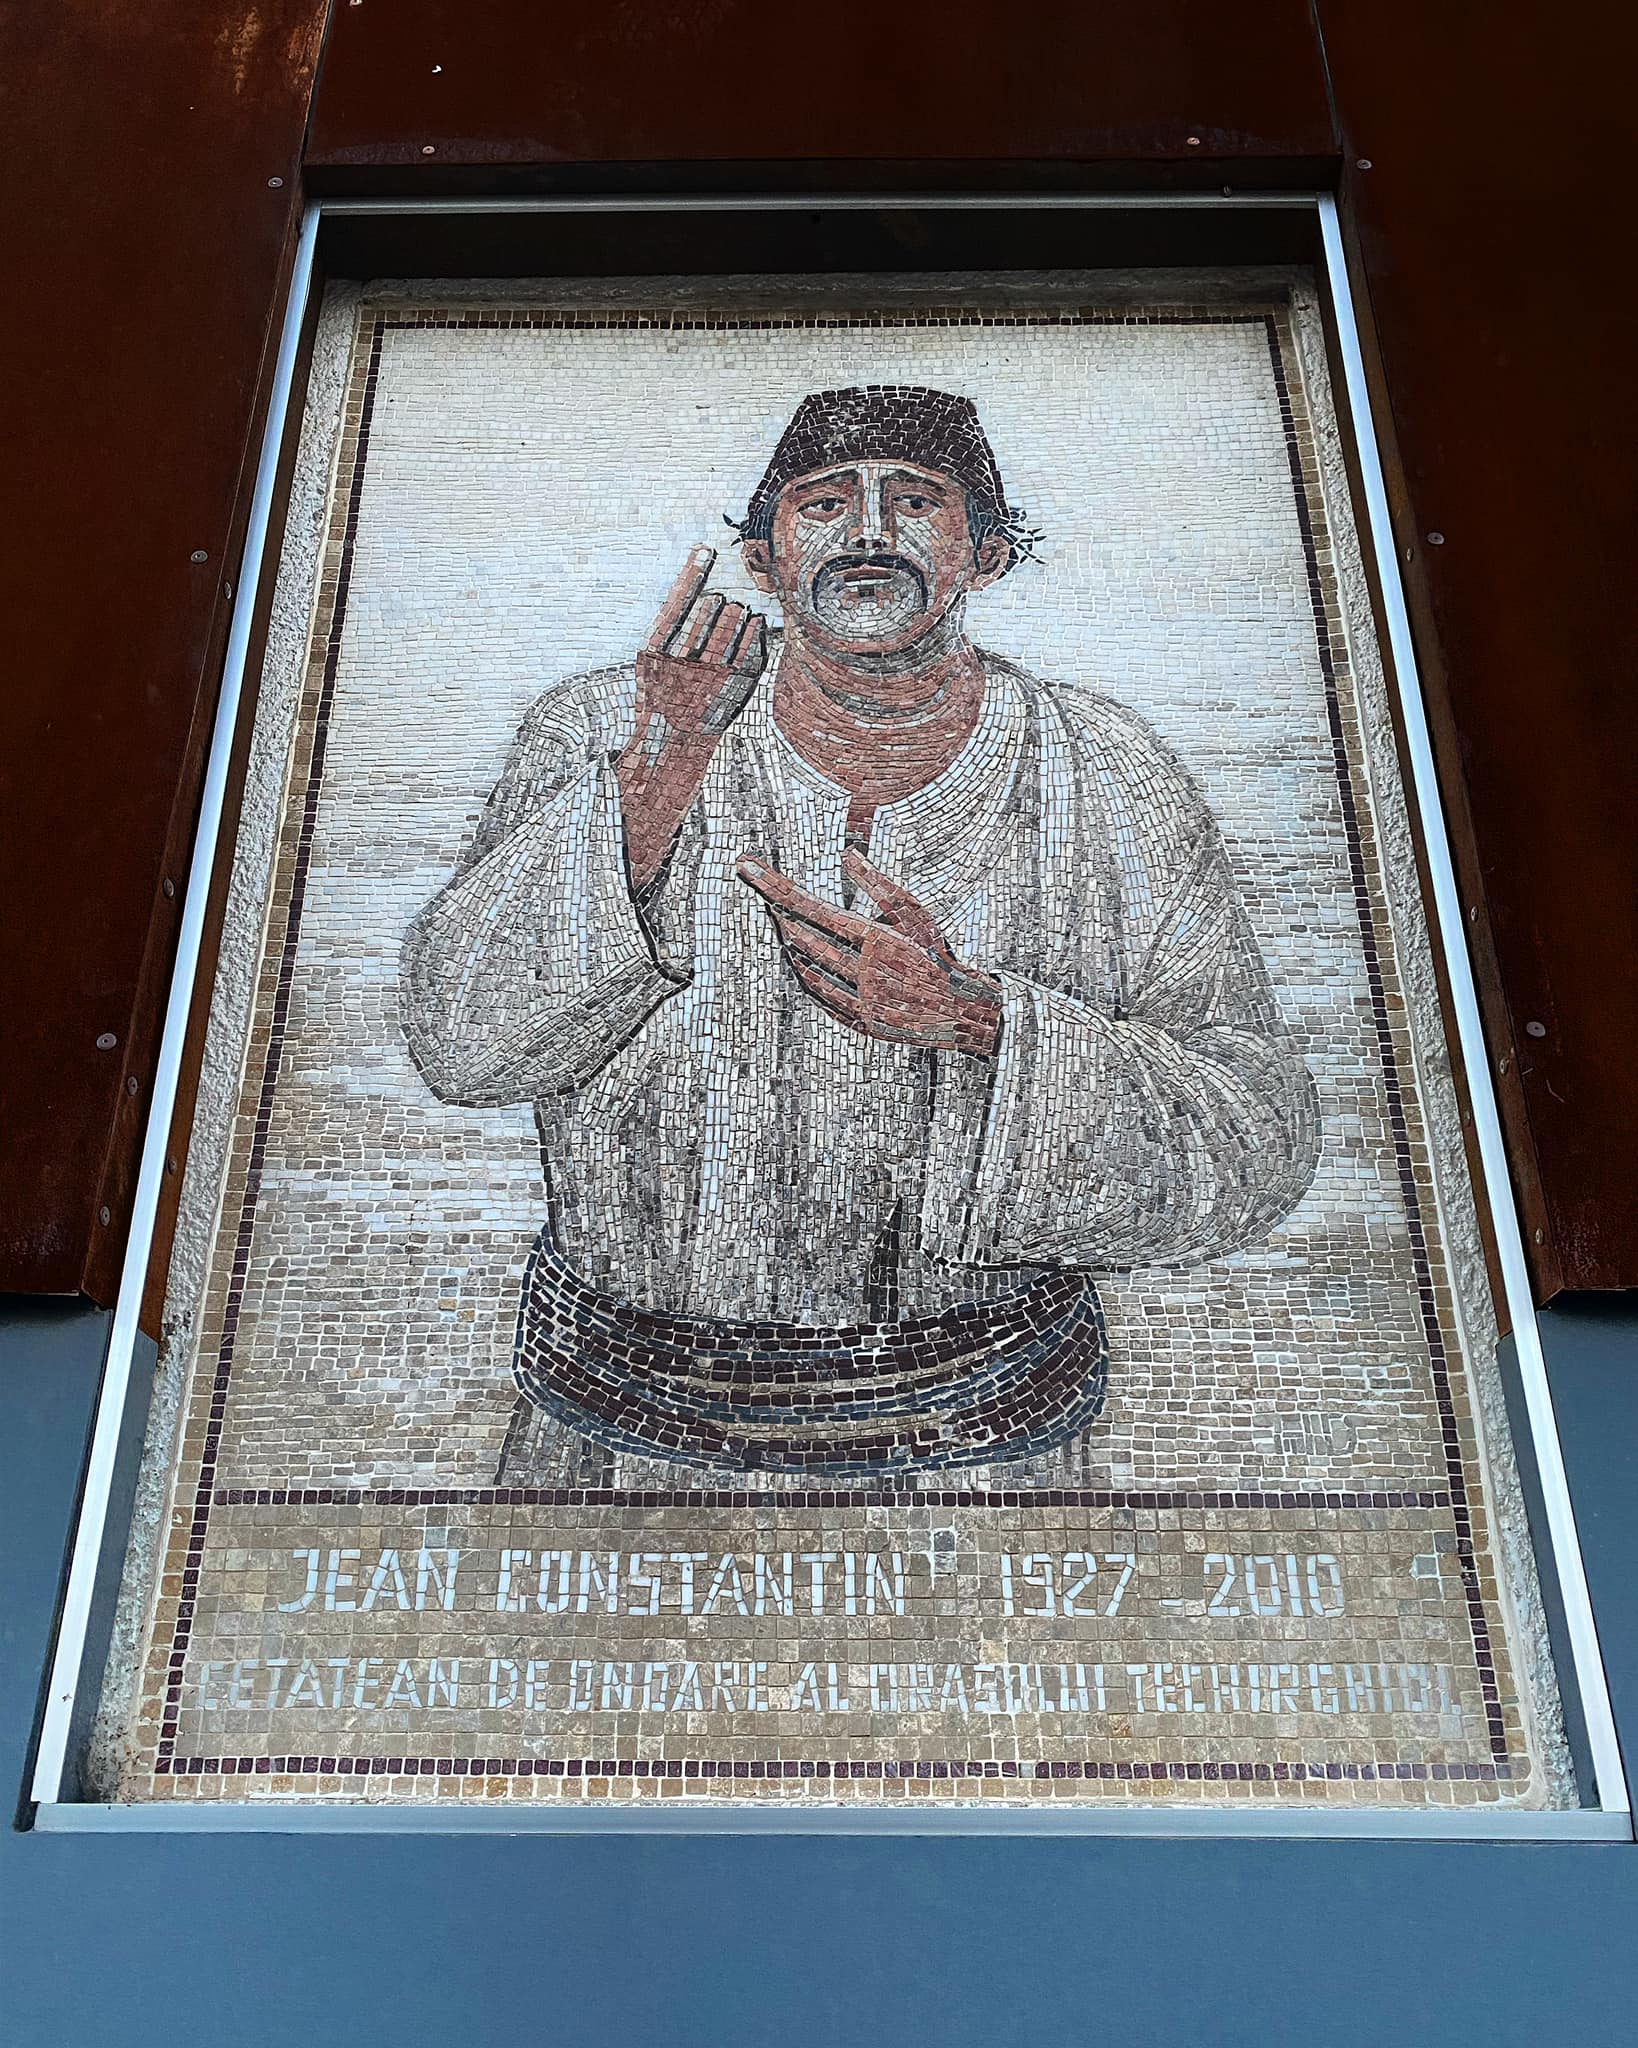 JEAN CONSTANTIN 1927-2010
CETATEAN DE ONOARE AL ORASULUI TECHIRGHIOL